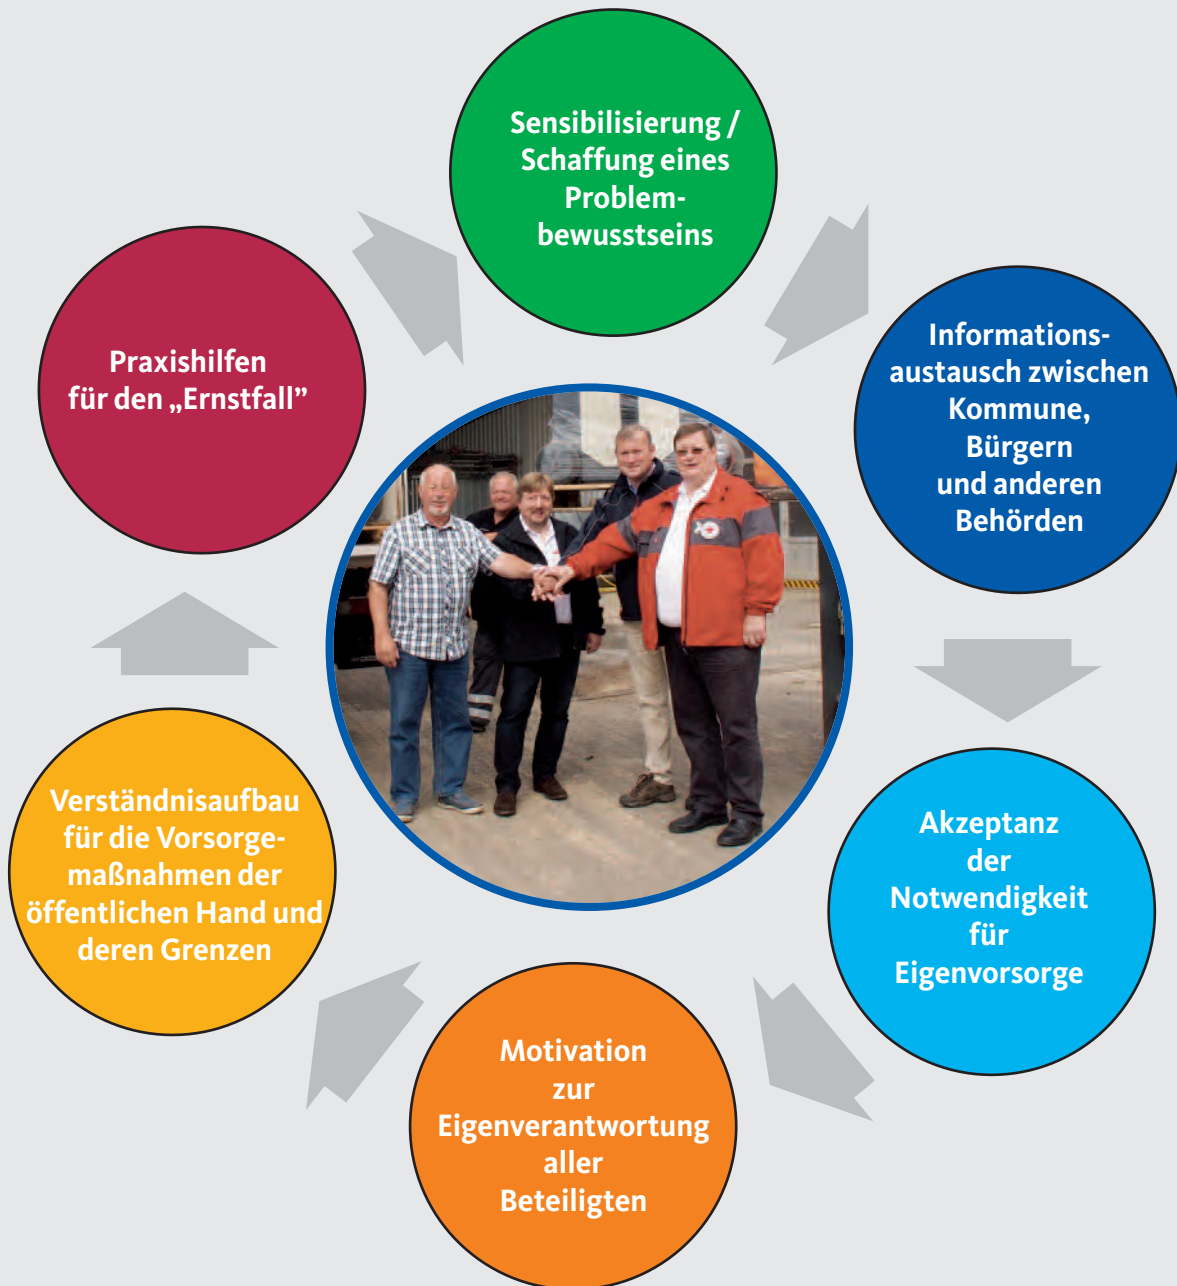 Sensibilisierung /
Schaffung eines
Problem-
bewusstseins
Informations-
austausch zwischen
Kommune,
Bürgern
und anderen
Behörden
Akzeptanz
der
Notwendigkeit
für
Eigenvorsorge
Motivation
zur
Eigenverantwortung
aller
Beteiligten
Verständnisaufbau
für die Vorsorge-
maßnahmen der
öffentlichen Hand und
deren Grenzen
Praxishilfen
für den „Ernstfall”